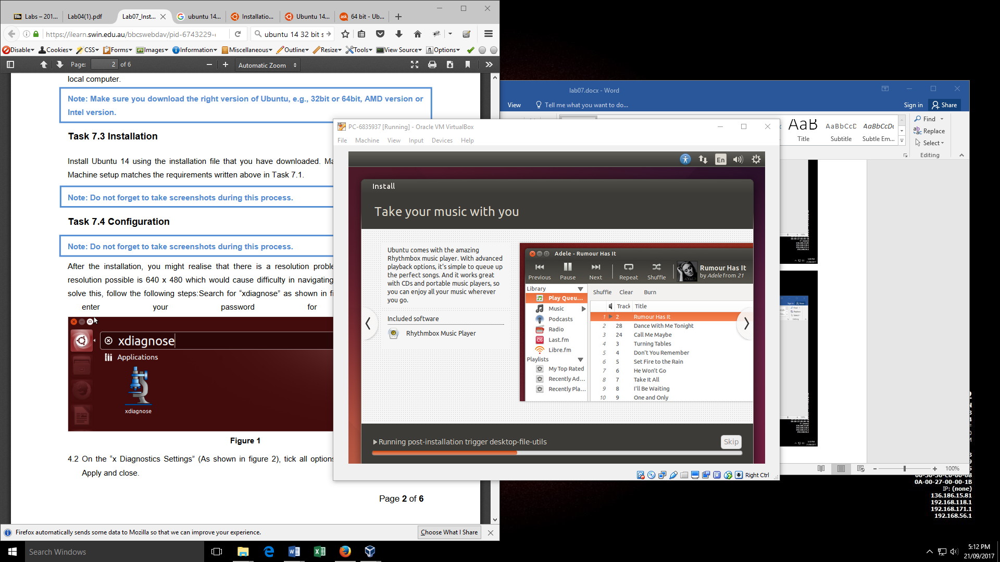 Labs – 201...
Lab04(1).pdf
Lab07_Inst...
ubuntu 14...
Installatio...
Ubuntu 14...
64 bit - Ub...
https://ilearn.swin.edu.au/bbcswebdav/pid-6743229-
ubuntu 14 32 bit s
Disable
Cookies
CSS
Forms
Images
Information
Miscellaneous
Outline
Resize
Tools
View Source
Options
Page:
2
of 6
Automatic Zoom
local computer.
Note: Make sure you download the right version of Ubuntu, e.g., 32bit or 64bit, AMD version or
Intel version.
Task 7.3 Installation
Install Ubuntu 14 using the installation file that you have downloaded. Ma
Machine setup matches the requirements written above in Task 7.1.
Note: Do not forget to take screenshots during this process.
Task 7.4 Configuration
Note: Do not forget to take screenshots during this process.
After the installation, you might realise that there is a resolution proble
resolution possible is 640 x 480 which would cause difficulty in navigating
solve this, follow the following steps:Search for “xdiagnose” as shown in fi
enter your password for
xdiagnose
Applications
xdiagnose
Figure 1
4.2 On the “x Diagnostics Settings” (As shown in figure 2), tick all options
Apply and close.
Page 2 of 6
Firefox automatically sends some data to Mozilla so that we can improve your experience.
Choose What I Share
lab07.docx - Word
View
Tell me what you want to do...
Sign in
Share
AaB
AaBbCcD
AaBbCcDc
Title
Subtitle
Subtle Em...
Find
Replace
Select
Editing
100%
PC-6835937 [Running] - Oracle VM VirtualBox
File
Machine
View
Input
Devices
Help
En
Install
Take your music with you
Ubuntu comes with the amazing
Rhythmbox music player. With advanced
playback options, it's simple to queue up
the perfect songs. And it works great
with CDs and portable music players, so
you can enjoy all your music wherever
you go.
Included software
Rhythmbox Music Player
Adele - Rumour Has It
Previous
Pause
Next
Repeat
Shuffle
Rumour Has It
by Adele from 21
Library
Play Queu...
Music
Podcasts
Radio
Last.fm
Libre.fm
Playlists
My Top Rated
Recently Ad...
Recently Pla...
Shuffle
Clear
Burn
Track
Title
1 2 Rumour Has It
2 28 Dance With Me Tonight
3 24 Call Me Maybe
4 3 Turning Tables
5 4 Don't You Remember
6 5 Set Fire to the Rain
7 6 He Won't Go
8 7 Take It All
9 8 I'll Be Waiting
10 9 One and Only
Running post-installation trigger desktop-file-utils
Skip
Right Ctrl
0A-00-27-00-00-1B
IP: (none)
136.186.15.81
192.168.118.1
192.168.171.1
192.168.56.1
Search Windows
5:12 PM
21/09/2017